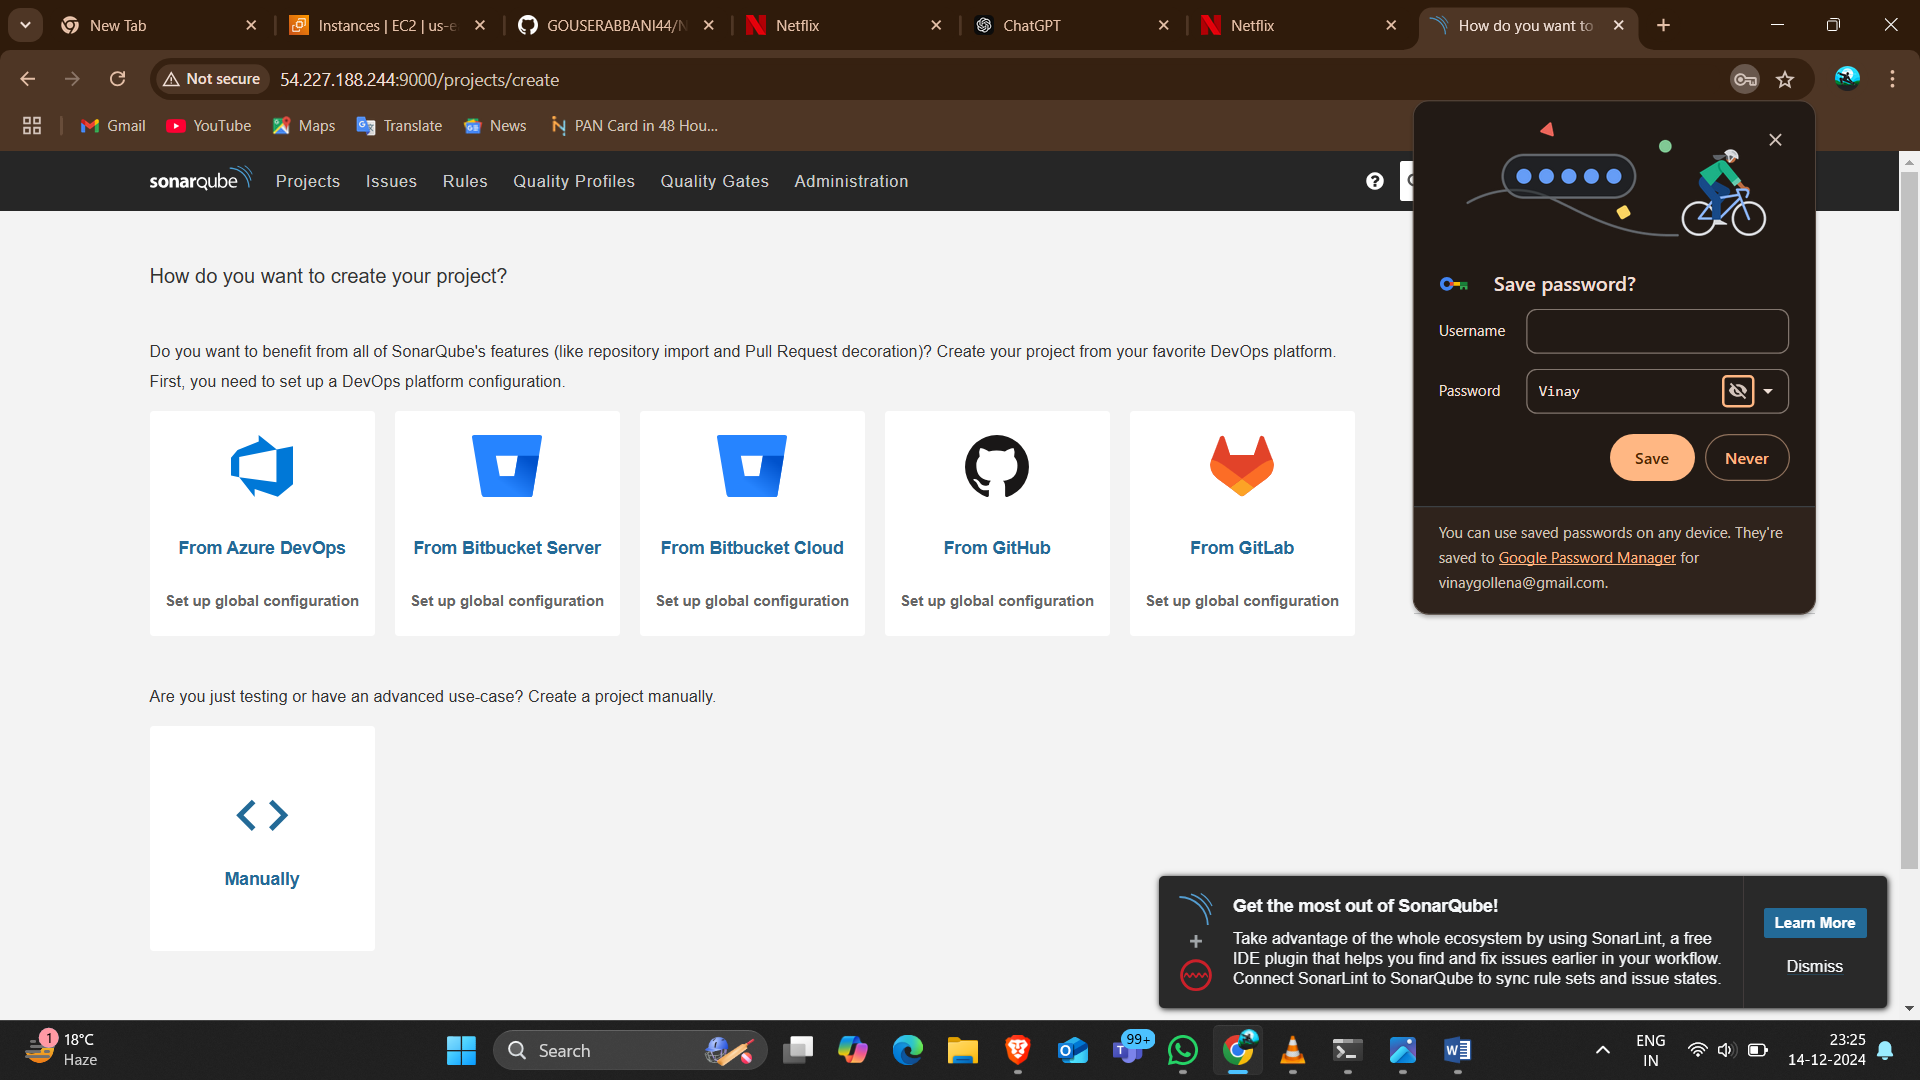 New Tab
Instances | EC2 | us-e
GOUSERABBANI44/N
Netflix
ChatGPT
Netflix
How do you want to
Not secure
54.227.188.244:9000/projects/create
Gmail
YouTube
Maps
Translate
News
PAN Card in 48 Hou...
sonarqube
Projects
Issues
Rules
Quality Profiles
Quality Gates
Administration
How do you want to create your project?
Do you want to benefit from all of SonarQube's features (like repository import and Pull Request decoration)? Create your project from your favorite DevOps platform.
First, you need to set up a DevOps platform configuration.
From Azure DevOps
Set up global configuration
From Bitbucket Server
Set up global configuration
From Bitbucket Cloud
Set up global configuration
From GitHub
Set up global configuration
From GitLab
Set up global configuration
Are you just testing or have an advanced use-case? Create a project manually.
Manually
Save password?
Username
Password
Vinay
Save
Never
You can use saved passwords on any device. They're
saved to Google Password Manager for
vinaygollena@gmail.com.
Get the most out of SonarQube!
Take advantage of the whole ecosystem by using SonarLint, a free
IDE plugin that helps you find and fix issues earlier in your workflow.
Connect SonarLint to SonarQube to sync rule sets and issue states.
Learn More
Dismiss
1
18°C
Haze
Search
99+
ENG
IN
23:25
14-12-2024